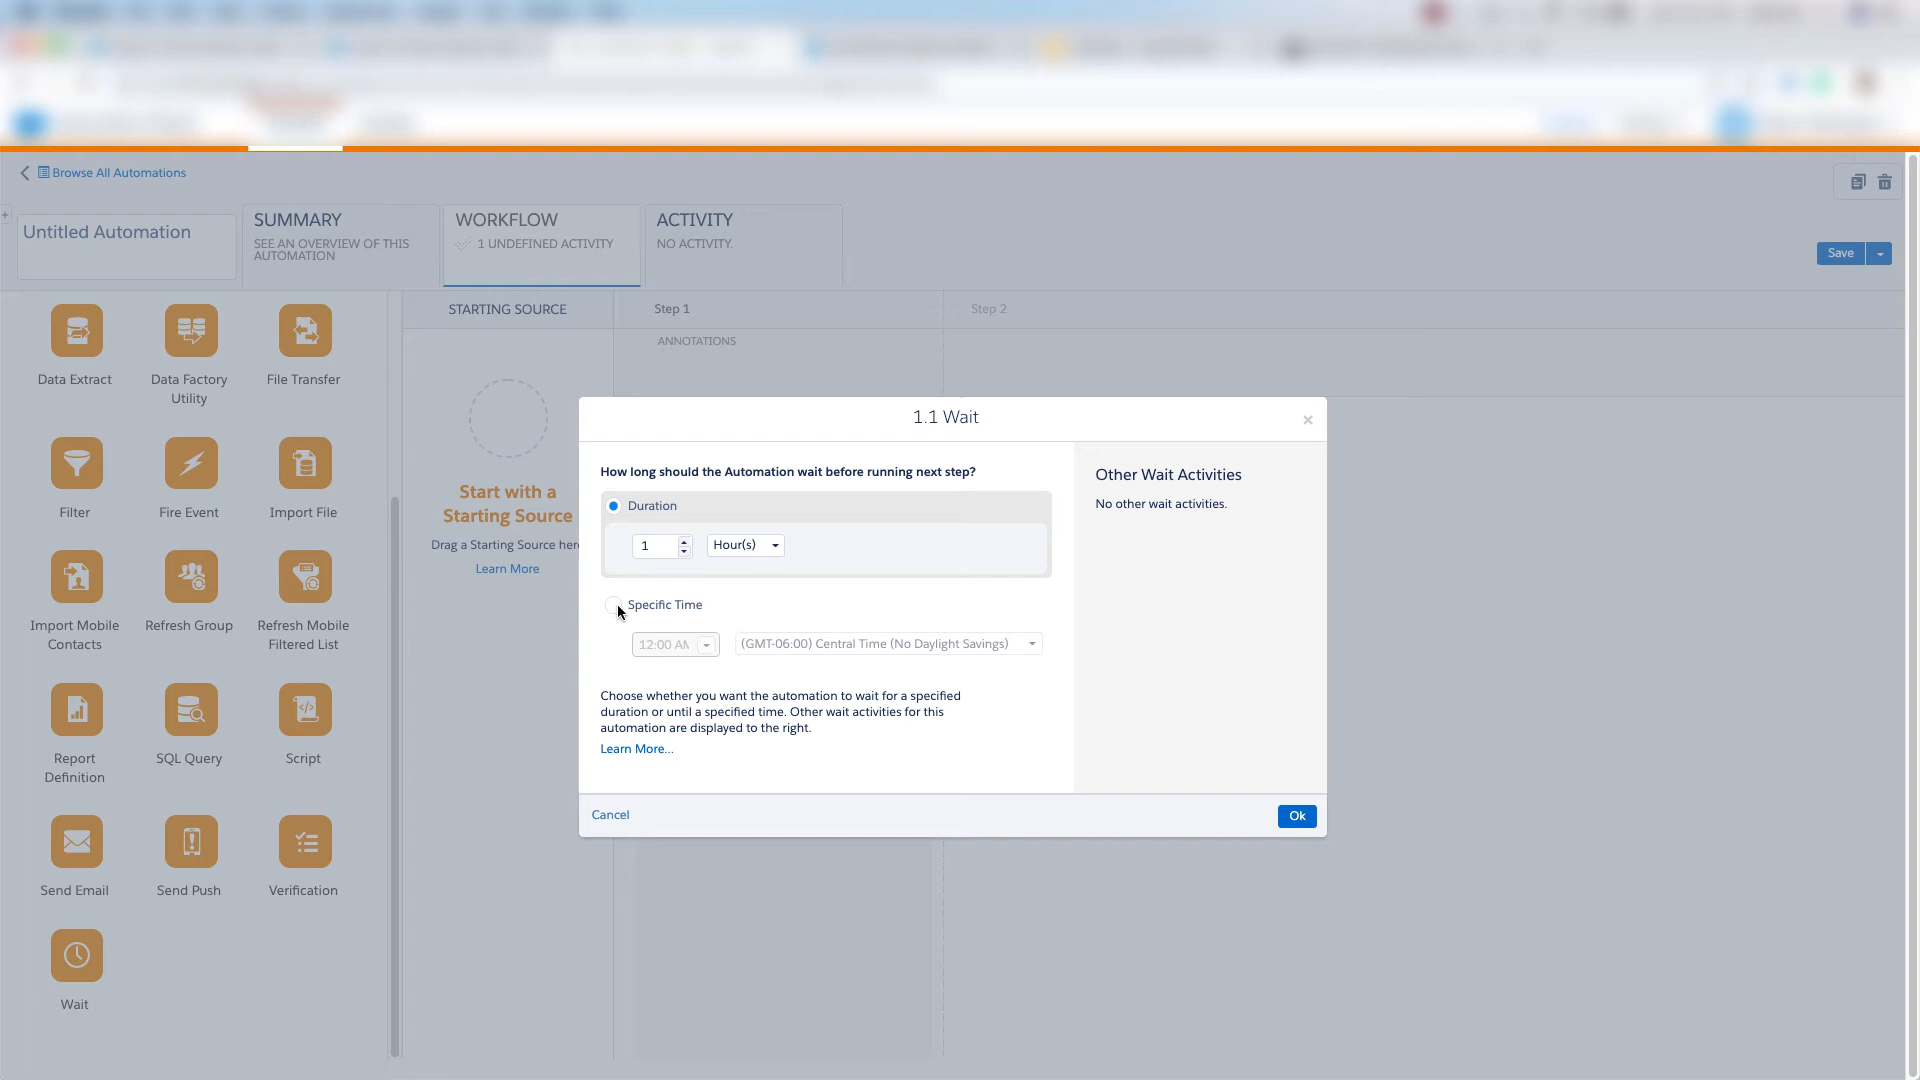 Browse All Automations
Untitled Automation
SUMMARY
SEE AN OVERVIEW OF THIS
AUTOMATION
WORKFLOW
1 UNDEFINED ACTIVITY
ACTIVITY
NO ACTIVITY.
Save
Data Extract
Data Factory
Utility
File Transfer
Filter
Fire Event
Import File
Import Mobile
Contacts
Refresh Group
Refresh Mobile
Filtered List
Report
Definition
SQL Query
Script
Send Email
Send Push
Verification
Wait
STARTING SOURCE
Step 1
Step 2
ANNOTATIONS
Start with a
Starting Source
Drag a Starting Source here
Learn More
1.1 Wait
×
How long should the Automation wait before running next step?
Duration
1
Hour(s)
Specific Time
12:00 AM
(GMT-06:00) Central Time (No Daylight Savings)
Choose whether you want the automation to wait for a specified
duration or until a specified time. Other wait activities for this
automation are displayed to the right.
Learn More...
Other Wait Activities
No other wait activities.
Cancel
Ok